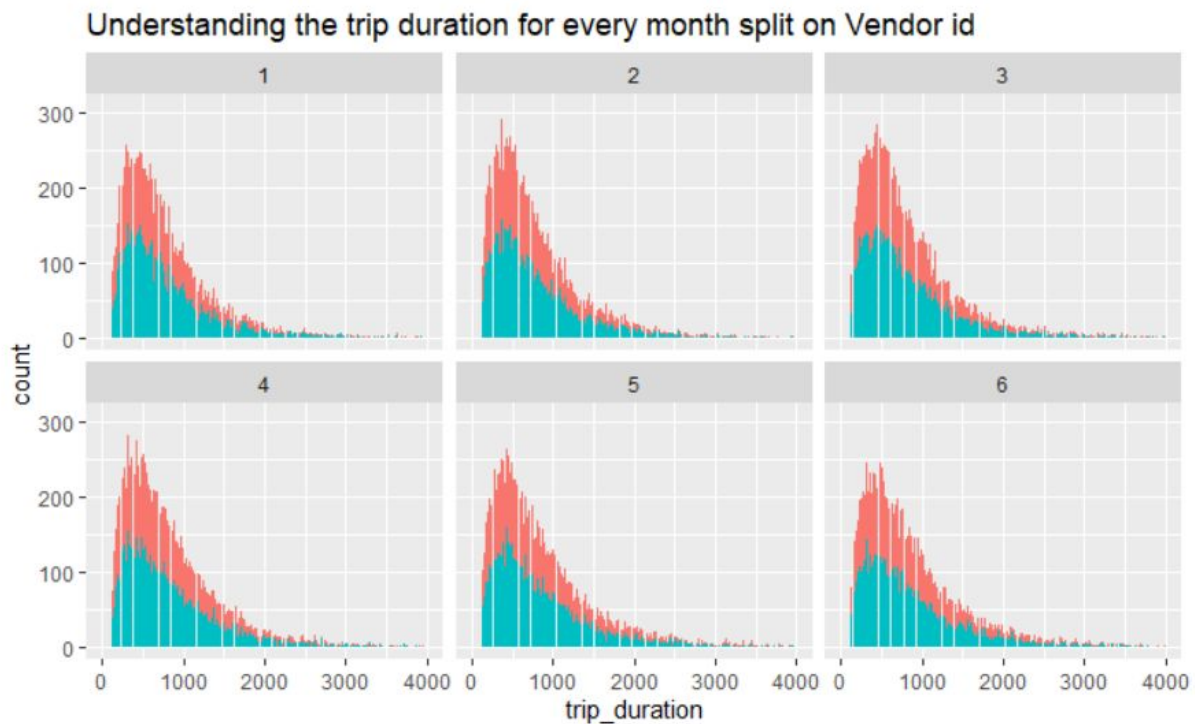 Understanding the trip duration for every month split on Vendor id
1 2 3
300
200
100
0
count
4 5 6
300
200
100
0
0 1000 2000 3000 4000 0 1000 2000 3000 4000 0 1000 2000 3000 4000
trip_duration